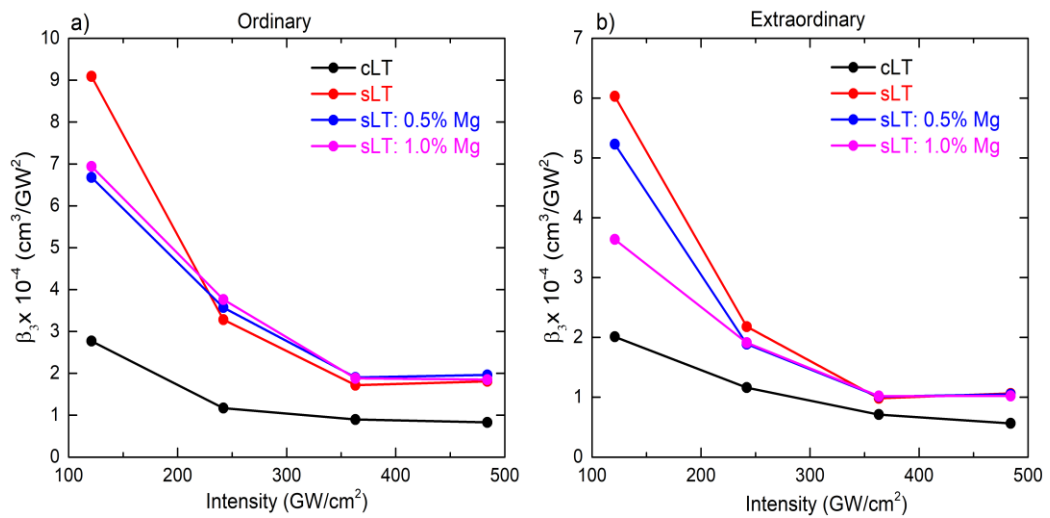 a) Ordinary
10
9
8
7
6
5
4
3
2
1
0
β₃x 10⁻⁴ (cm³/GW²)
cLT
sLT
sLT: 0.5% Mg
sLT: 1.0% Mg
100 200 300 400 500
Intensity (GW/cm²)
b) Extraordinary
7
6
5
4
3
2
1
0
β₃x 10⁻⁴ (cm³/GW²)
cLT
sLT
sLT: 0.5% Mg
sLT: 1.0% Mg
100 200 300 400 500
Intensity (GW/cm²)